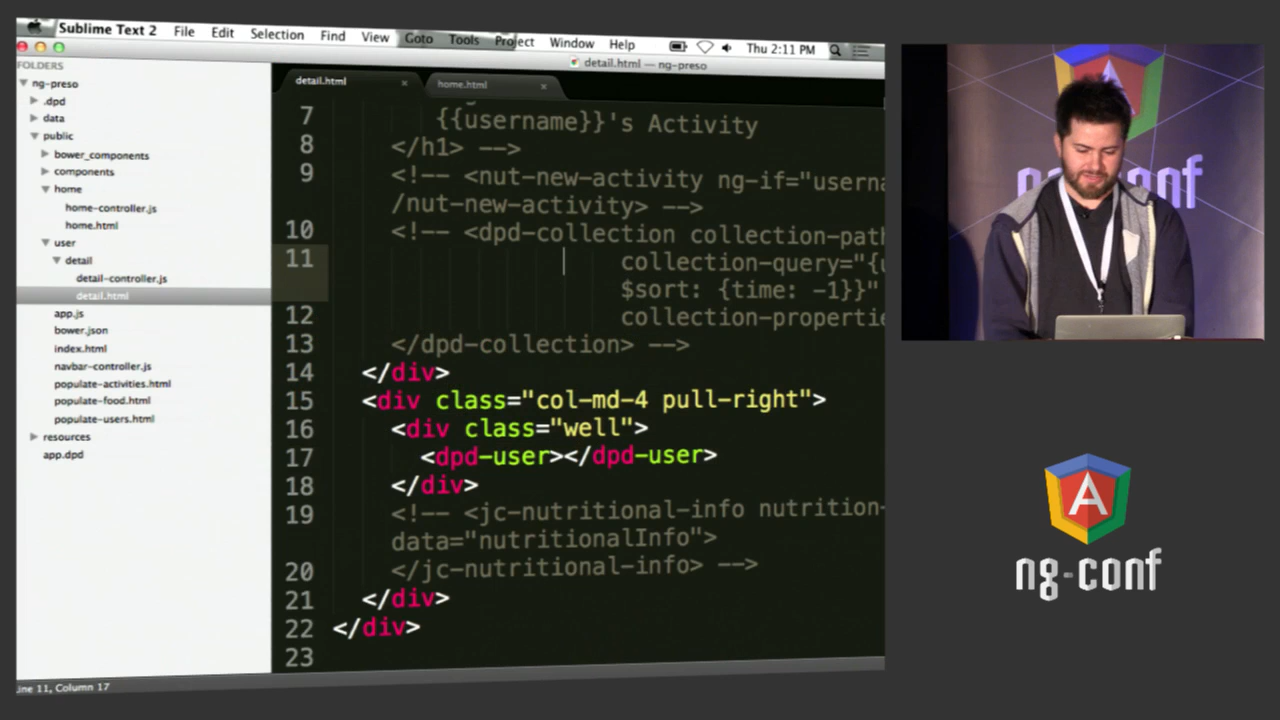 Sublime Text 2 File Edit Selection Find View Goto Tools Project Window Help Thu 2:11 PM
detail.html — ng-preso
FOLDERS
ng-preso
.dpd
data
public
bower_components
components
home
home-controller.js
home.html
user
detail
detail-controller.js
detail.html
app.js
bower.json
index.html
navbar-controller.js
populate-activities.html
populate-food.html
populate-users.html
resources
app.dpd
detail.html × home.html ×
7 {{username}}'s Activity
8 </h1> -->
9 <!-- <nut-new-activity ng-if="userna
/nut-new-activity> -->
10 <!-- <dpd-collection collection-pat
11 collection-query="{u
$sort: {time: -1}}"
12 collection-properti
13 </dpd-collection> -->
14 </div>
15 <div class="col-md-4 pull-right">
16 <div class="well">
17 <dpd-user></dpd-user>
18 </div>
19 <!-- <jc-nutritional-info nutrition-
data="nutritionalInfo">
20 </jc-nutritional-info> -->
21 </div>
22 </div>
23
Line 11, Column 17
ng-conf
A
ng-conf